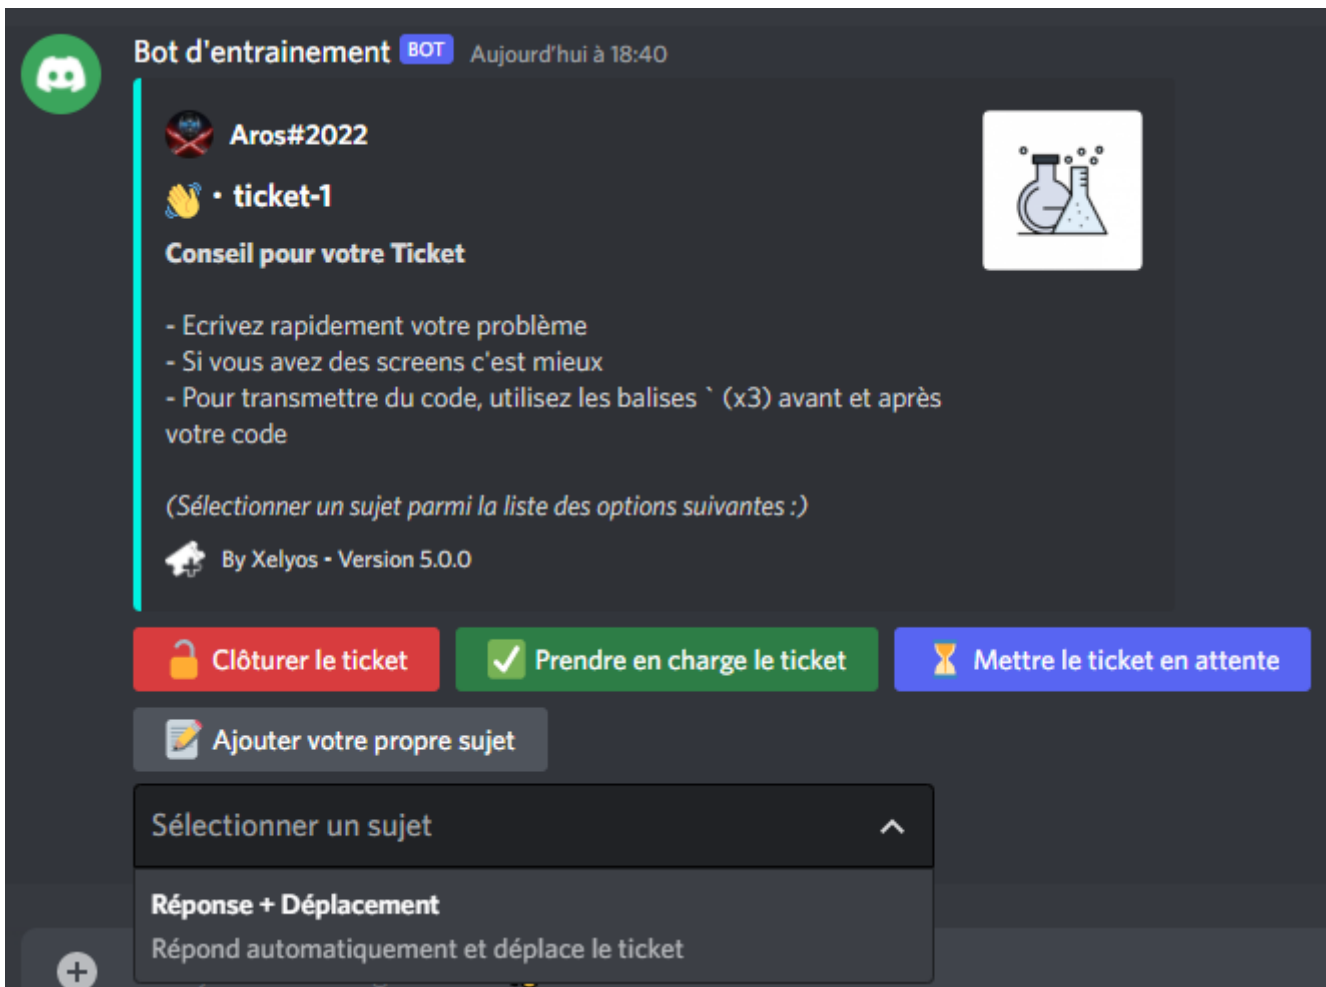 Bot d'entrainement BOT Aujourd'hui à 18:40
Aros#2022
• ticket-1
Conseil pour votre Ticket
- Ecrivez rapidement votre problème
- Si vous avez des screens c'est mieux
- Pour transmettre du code, utilisez les balises ` (x3) avant et après
votre code
(Sélectionner un sujet parmi la liste des options suivantes :)
By Xelyos • Version 5.0.0
Clôturer le ticket
Prendre en charge le ticket
Mettre le ticket en attente
Ajouter votre propre sujet
Sélectionner un sujet
Réponse + Déplacement
Répond automatiquement et déplace le ticket